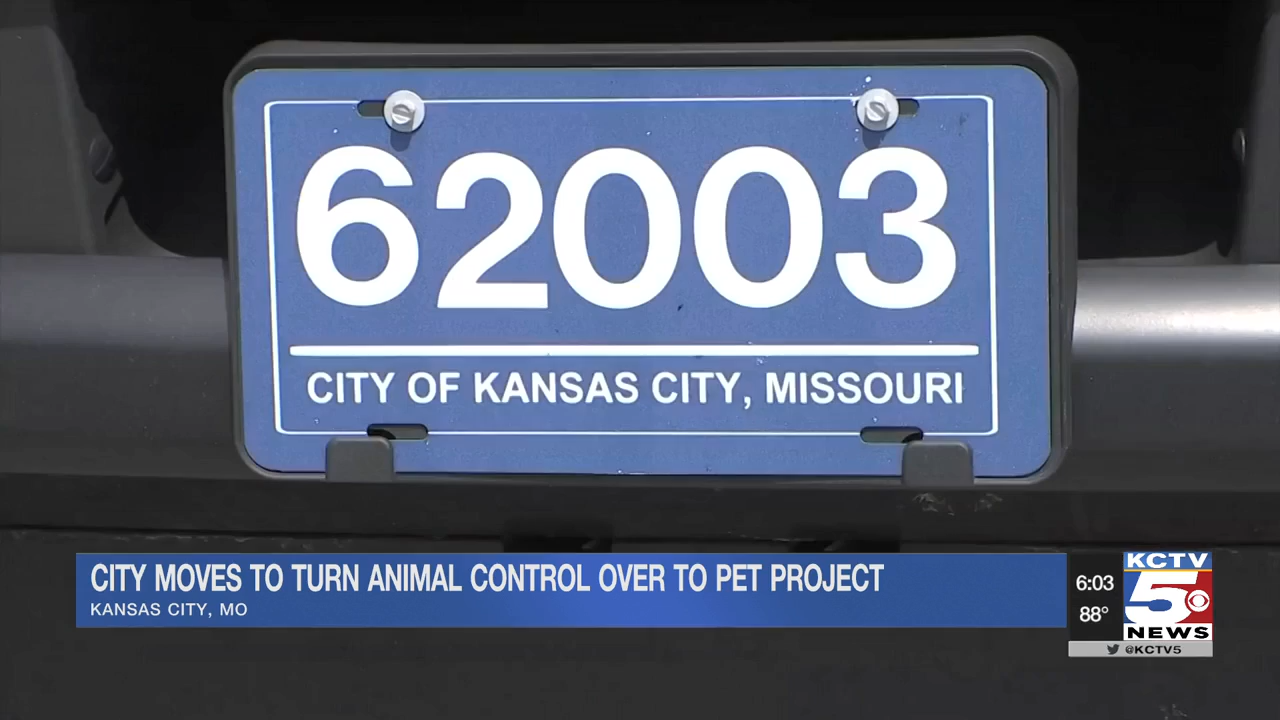 62003
CITY OF KANSAS CITY, MISSOURI
CITY MOVES TO TURN ANIMAL CONTROL OVER TO PET PROJECT
KANSAS CITY, MO
6:03
88°
KCTV
5
NEWS
@KCTV5